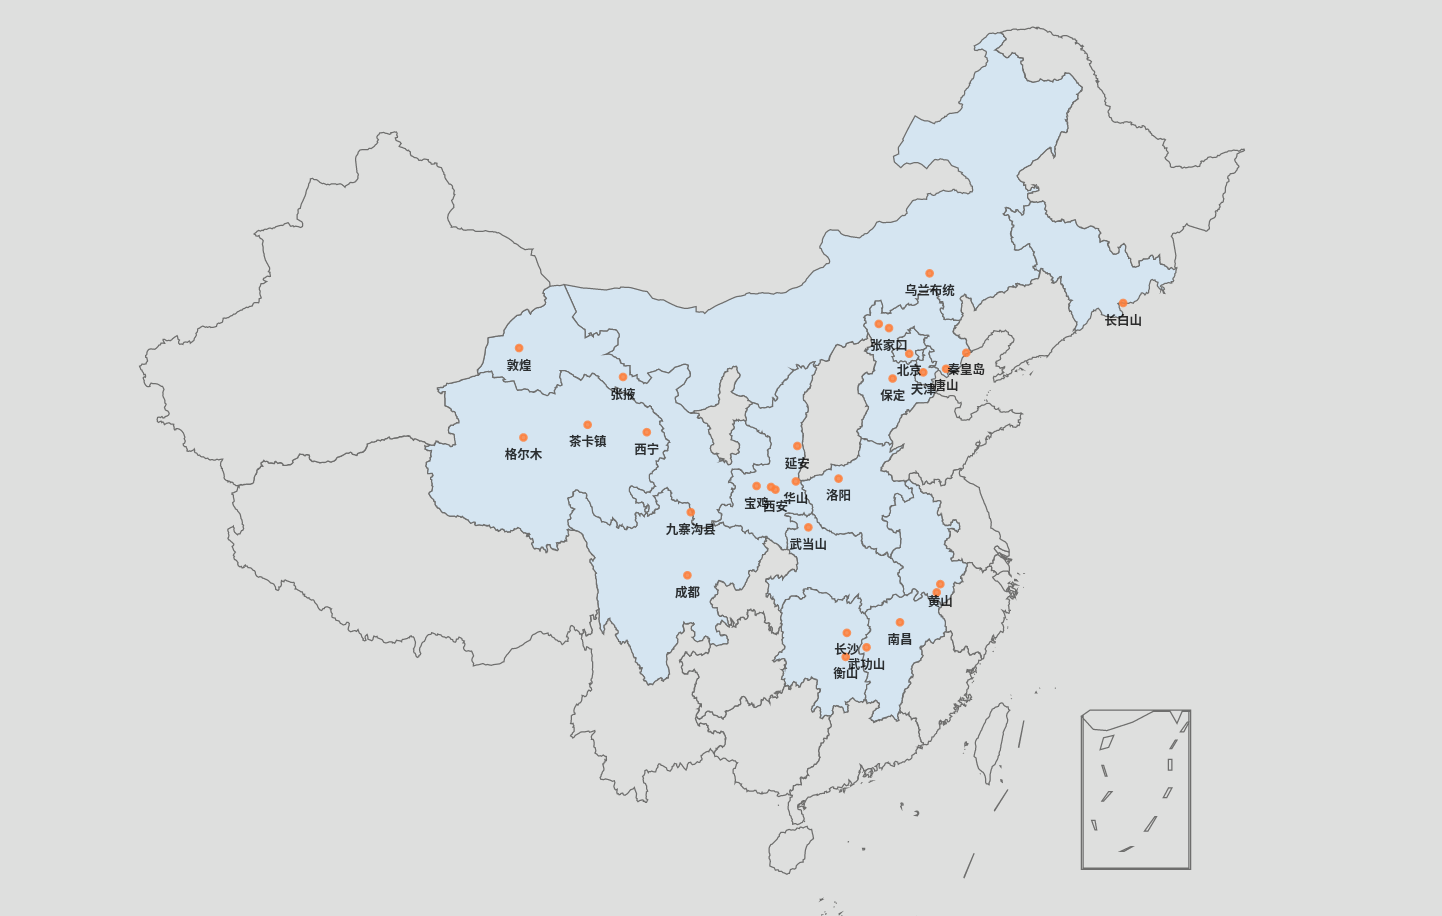 乌兰布统
长白山
张家口
敦煌
北京
秦皇岛
天津
唐山
张掖
保定
茶卡镇
西宁
格尔木
延安
洛阳
华山
宝鸡
西安
九寨沟县
武当山
成都
黄山
南昌
长沙
武功山
衡山